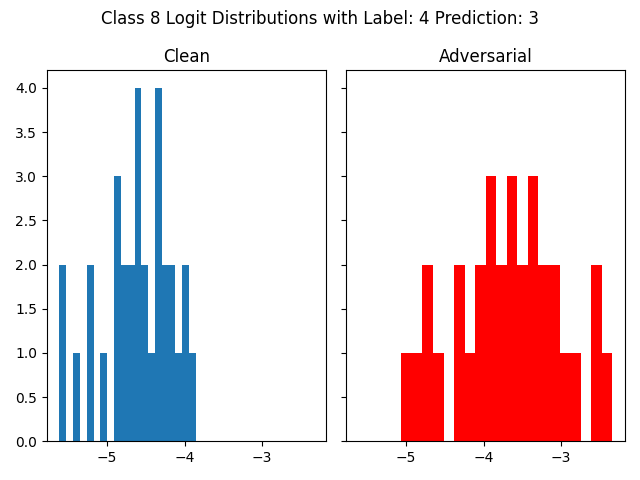 Class 8 Logit Distributions with Label: 4 Prediction: 3
Clean
Adversarial
4.0
3.5
3.0
2.5
2.0
1.5
1.0
0.5
0.0
−5 −4 −3
−5 −4 −3